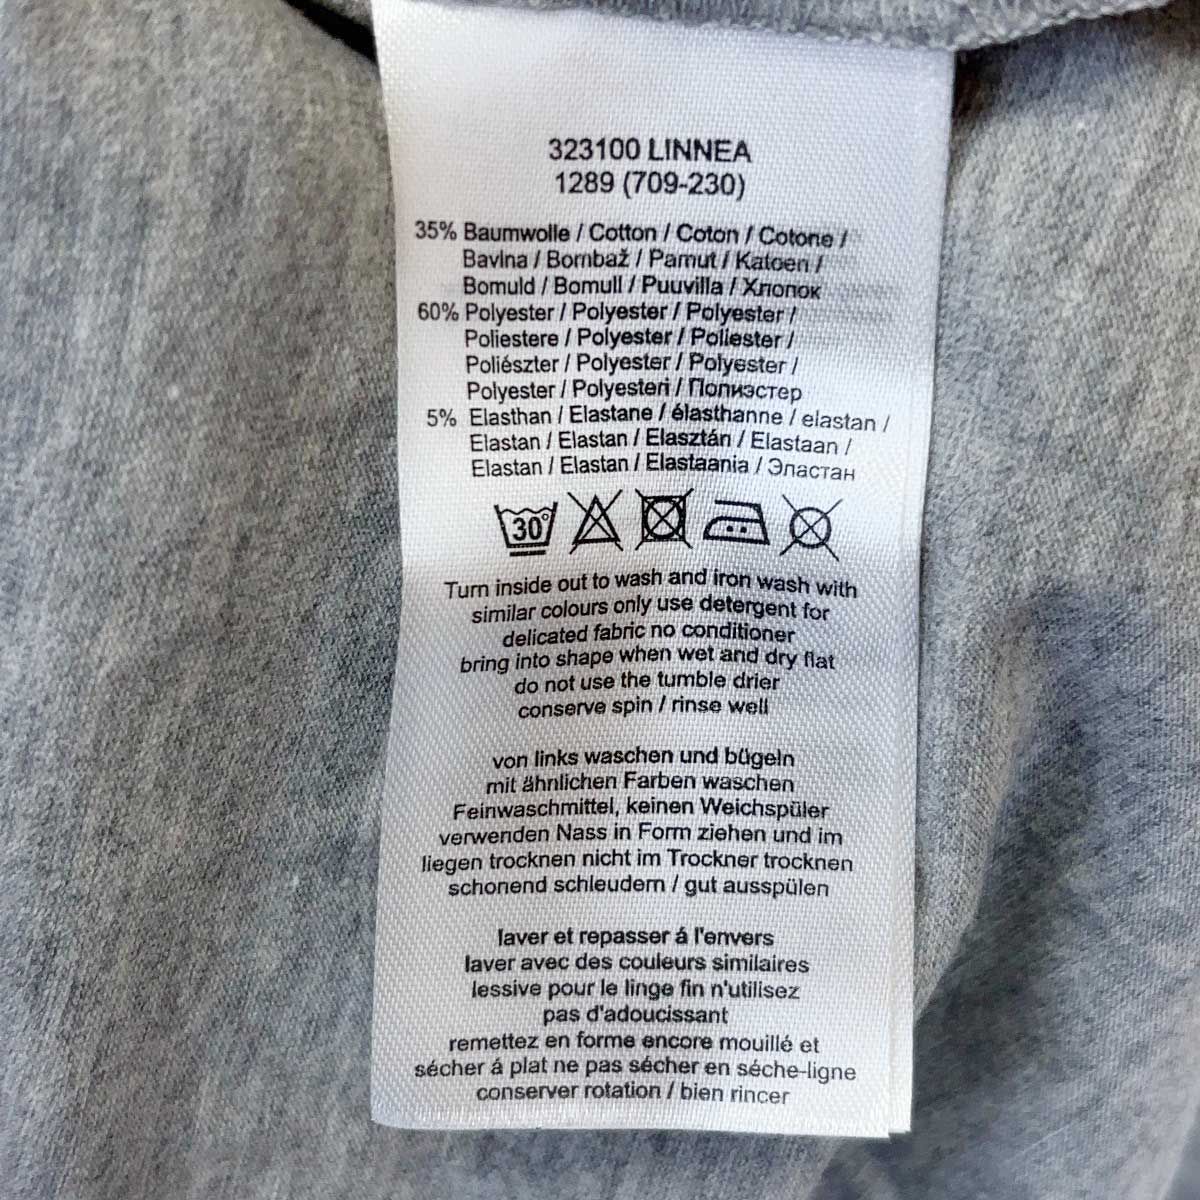 323100 LINNEA
1289 (709-230)
35% Baumwolle / Cotton / Coton / Cotone /
Bavlna / Bombaž / Pamut / Katoen /
Bomuld / Bomull / Puuvilla / Хлопок
60% Polyester / Polyester / Polyester /
Poliestere / Polyester / Poliester /
Poliészter / Polyester / Polyester /
Polyester / Polyesteri / Полиэстер
5% Elasthan / Elastane / élasthanne / elastan /
Elastan / Elastan / Elasztán / Elastaan /
Elastan / Elastan / Elastaania / Эластан
30°
Turn inside out to wash and iron wash with
similar colours only use detergent for
delicated fabric no conditioner
bring into shape when wet and dry flat
do not use the tumble drier
conserve spin / rinse well
von links waschen und bügeln
mit ähnlichen Farben waschen
Feinwaschmittel, keinen Weichspüler
verwenden Nass in Form ziehen und im
liegen trocknen nicht im Trockner trocknen
schonend schleudern / gut ausspülen
laver et repasser á l'envers
laver avec des couleurs similaires
lessive pour le linge fin n'utilisez
pas d'adoucissant
remettez en forme encore mouillé et
sécher á plat ne pas sécher en séche-ligne
conserver rotation / bien rincer